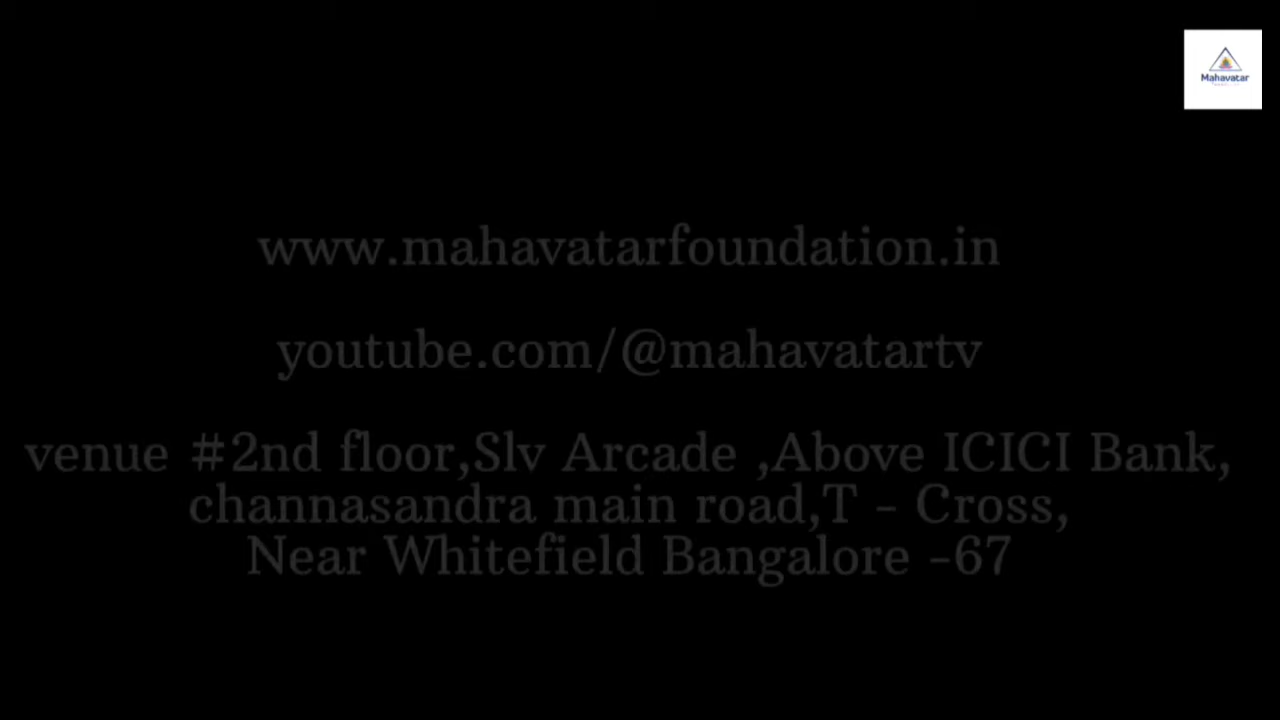 Mahavatar
www.mahavatarfoundation.in
youtube.com/@mahavatartv
venue #2nd floor,Slv Arcade ,Above ICICI Bank,
channasandra main road,T - Cross,
Near Whitefield Bangalore -67